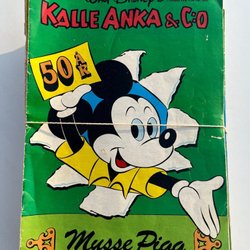 Walt Disney's
KALLE ANKA & C:O
50
Musse Pigg